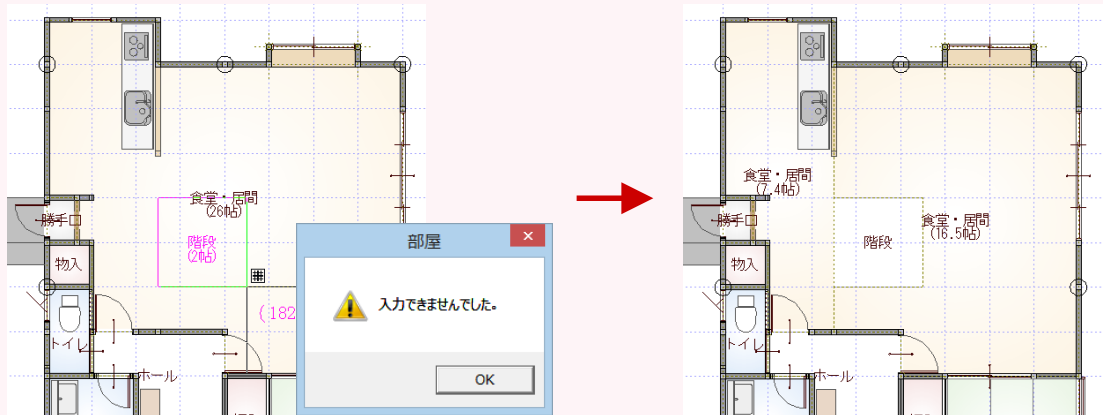 食堂・居間
(26帖)
勝手口
階段
(2帖)
物入
(182
トイレ
ホール
部屋
×
入力できませんでした。
OK
食堂・居間
(7.4帖)
勝手口
食堂・居間
(16.5帖)
階段
物入
トイレ
ホール